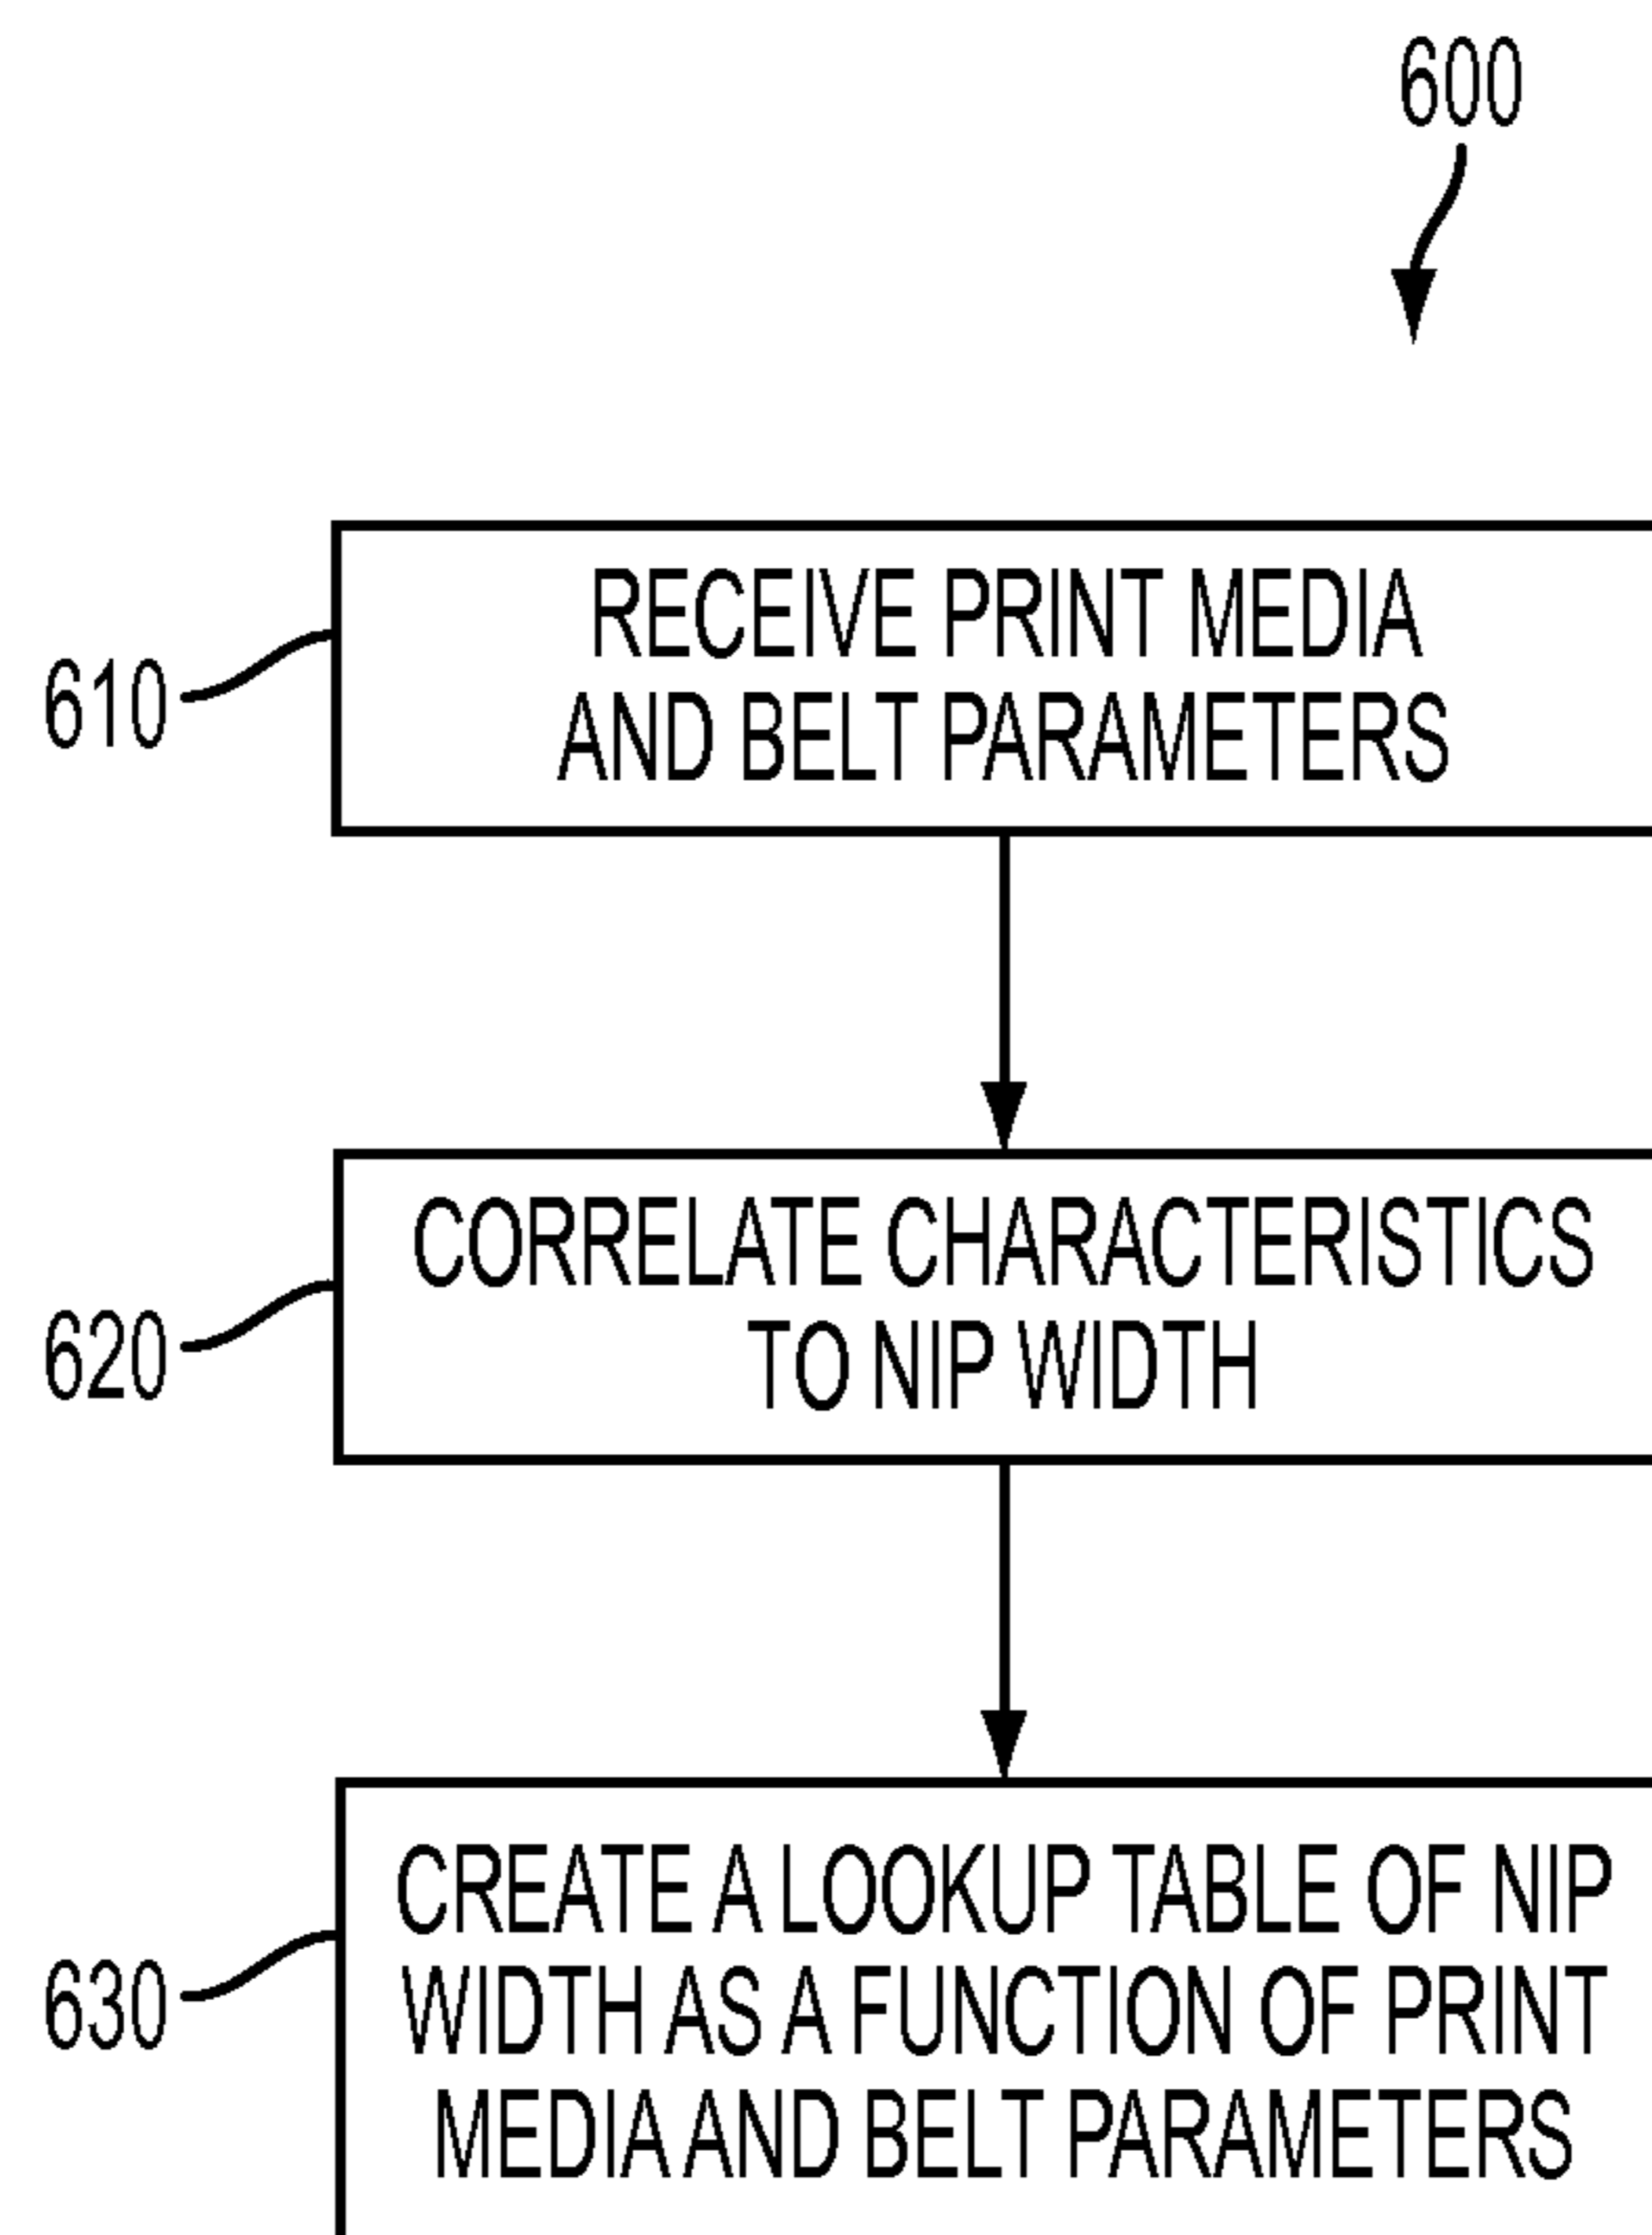 600
RECEIVE PRINT MEDIA
AND BELT PARAMETERS
610
CORRELATE CHARACTERISTICS
TO NIP WIDTH
620
CREATE A LOOKUP TABLE OF NIP
WIDTH AS A FUNCTION OF PRINT
MEDIA AND BELT PARAMETERS
630